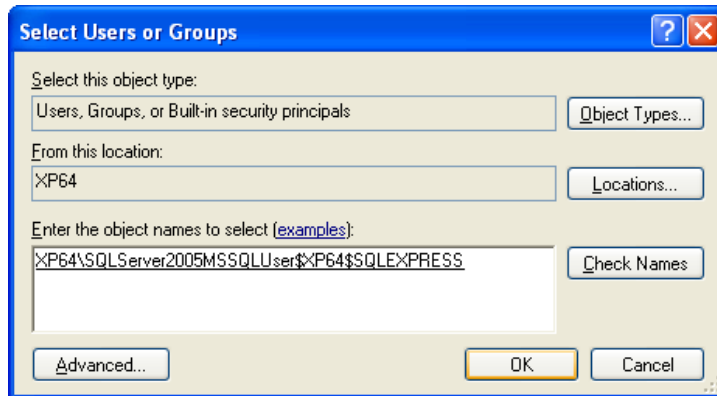 Select Users or Groups
Select this object type:
Users, Groups, or Built-in security principals
Object Types...
From this location:
XP64
Locations...
Enter the object names to select (examples):
XP64\SQLServer2005MSSQLUser$XP64$SQLEXPRESS
Check Names
Advanced...
OK
Cancel